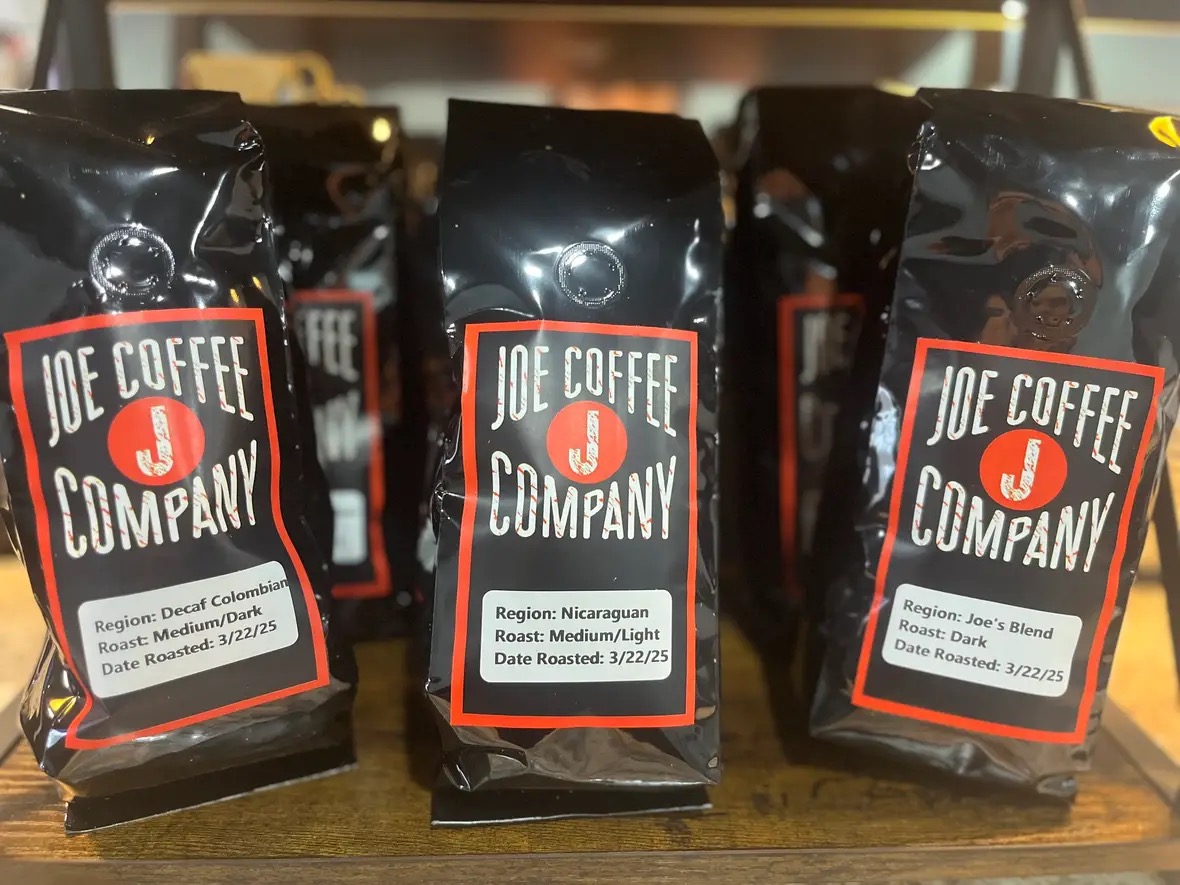 JOE COFFEE
J
COMPANY
Region: Decaf Colombian
Roast: Medium/Dark
Date Roasted: 3/22/25
JOE COFFEE
J
COMPANY
Region: Nicaraguan
Roast: Medium/Light
Date Roasted: 3/22/25
JOE COFFEE
J
COMPANY
Region: Joe's Blend
Roast: Dark
Date Roasted: 3/22/25